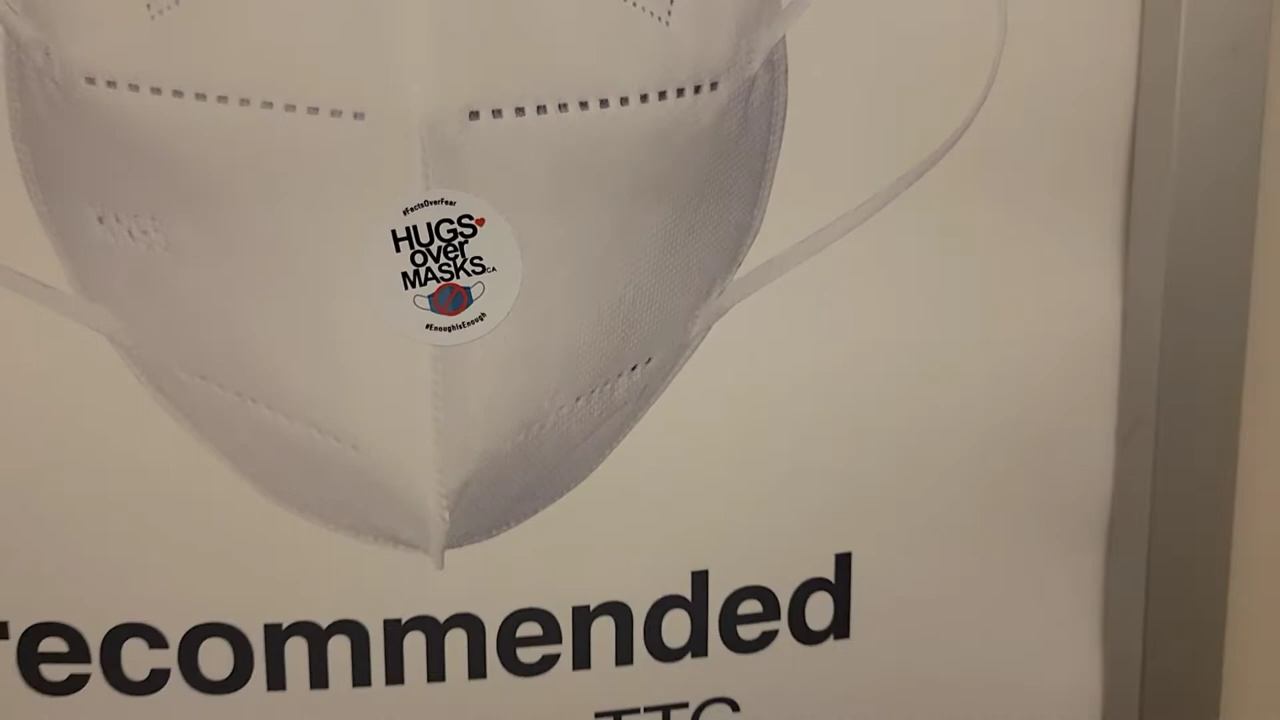 #FactsOverFear
HUGS
over
MASKS.CA
#EnoughIsEnough
recommended
TTC